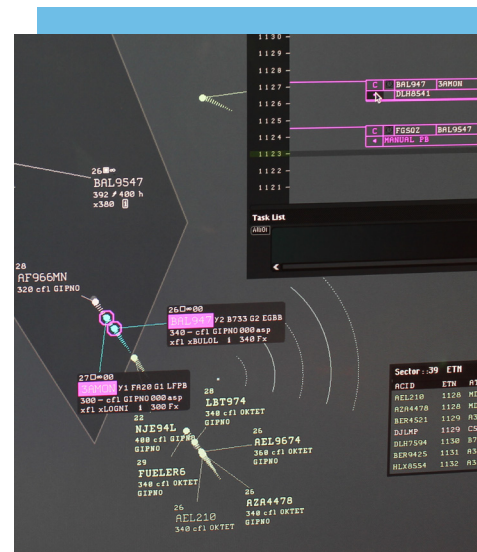 1130
1129
1128
1127
1126
1125
1124
1123
1122
1121
C BAL947 3AMON
DLH8541
C FGSOZ BAL9547
MANUAL PB
Task List
26
BAL9547
392 400 h
x380
28
AF966MN
320 cfl GIPNO
26 00
BAL947 Y2 B733 G2 EGBB
340 - cfl GIPNO 000 asp
xfl xBULOL 340 Fx
27 00
3AMON Y1 FA20 G1 LFPB
300 - cfl GIPNO 000 asp
xfl xLOGNI 300 Fx
28
LBT974
340 cfl OKTET
GIPNO
22
NJE94L
400 cfl GIPNO
GIPNO
26
AEL9674
360 cfl OKTET
GIPNO
29
FUELER6
340 cfl OKTET
GIPNO
26
AZA4478
340 cfl OKTET
GIPNO
26
AEL210
340 cfl OKTET
GIPNO
Sector : 39 ETN
ACID ETN
AEL210 1128
AZA4478 1128
BER4521 1129
DJLMP 1129
DLH7594 1130
BER9425 1131
HLX8554 1132